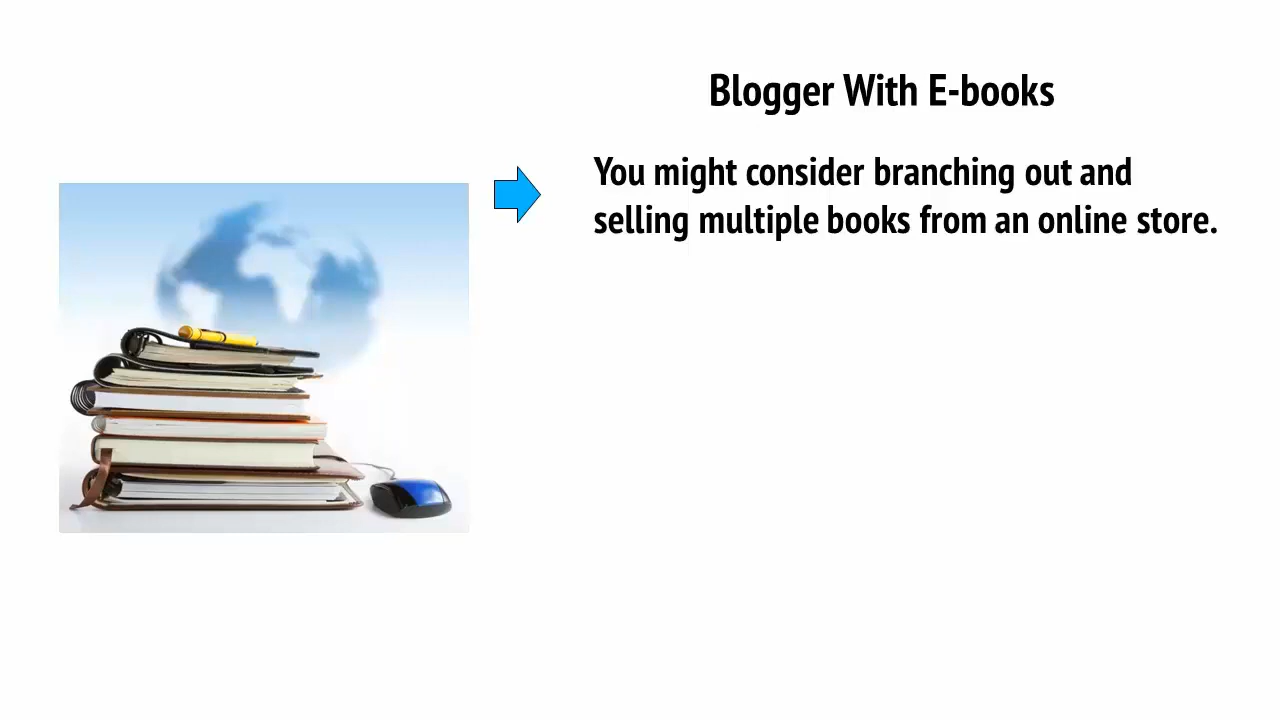 Blogger With E-books
You might consider branching out and
selling multiple books from an online store.